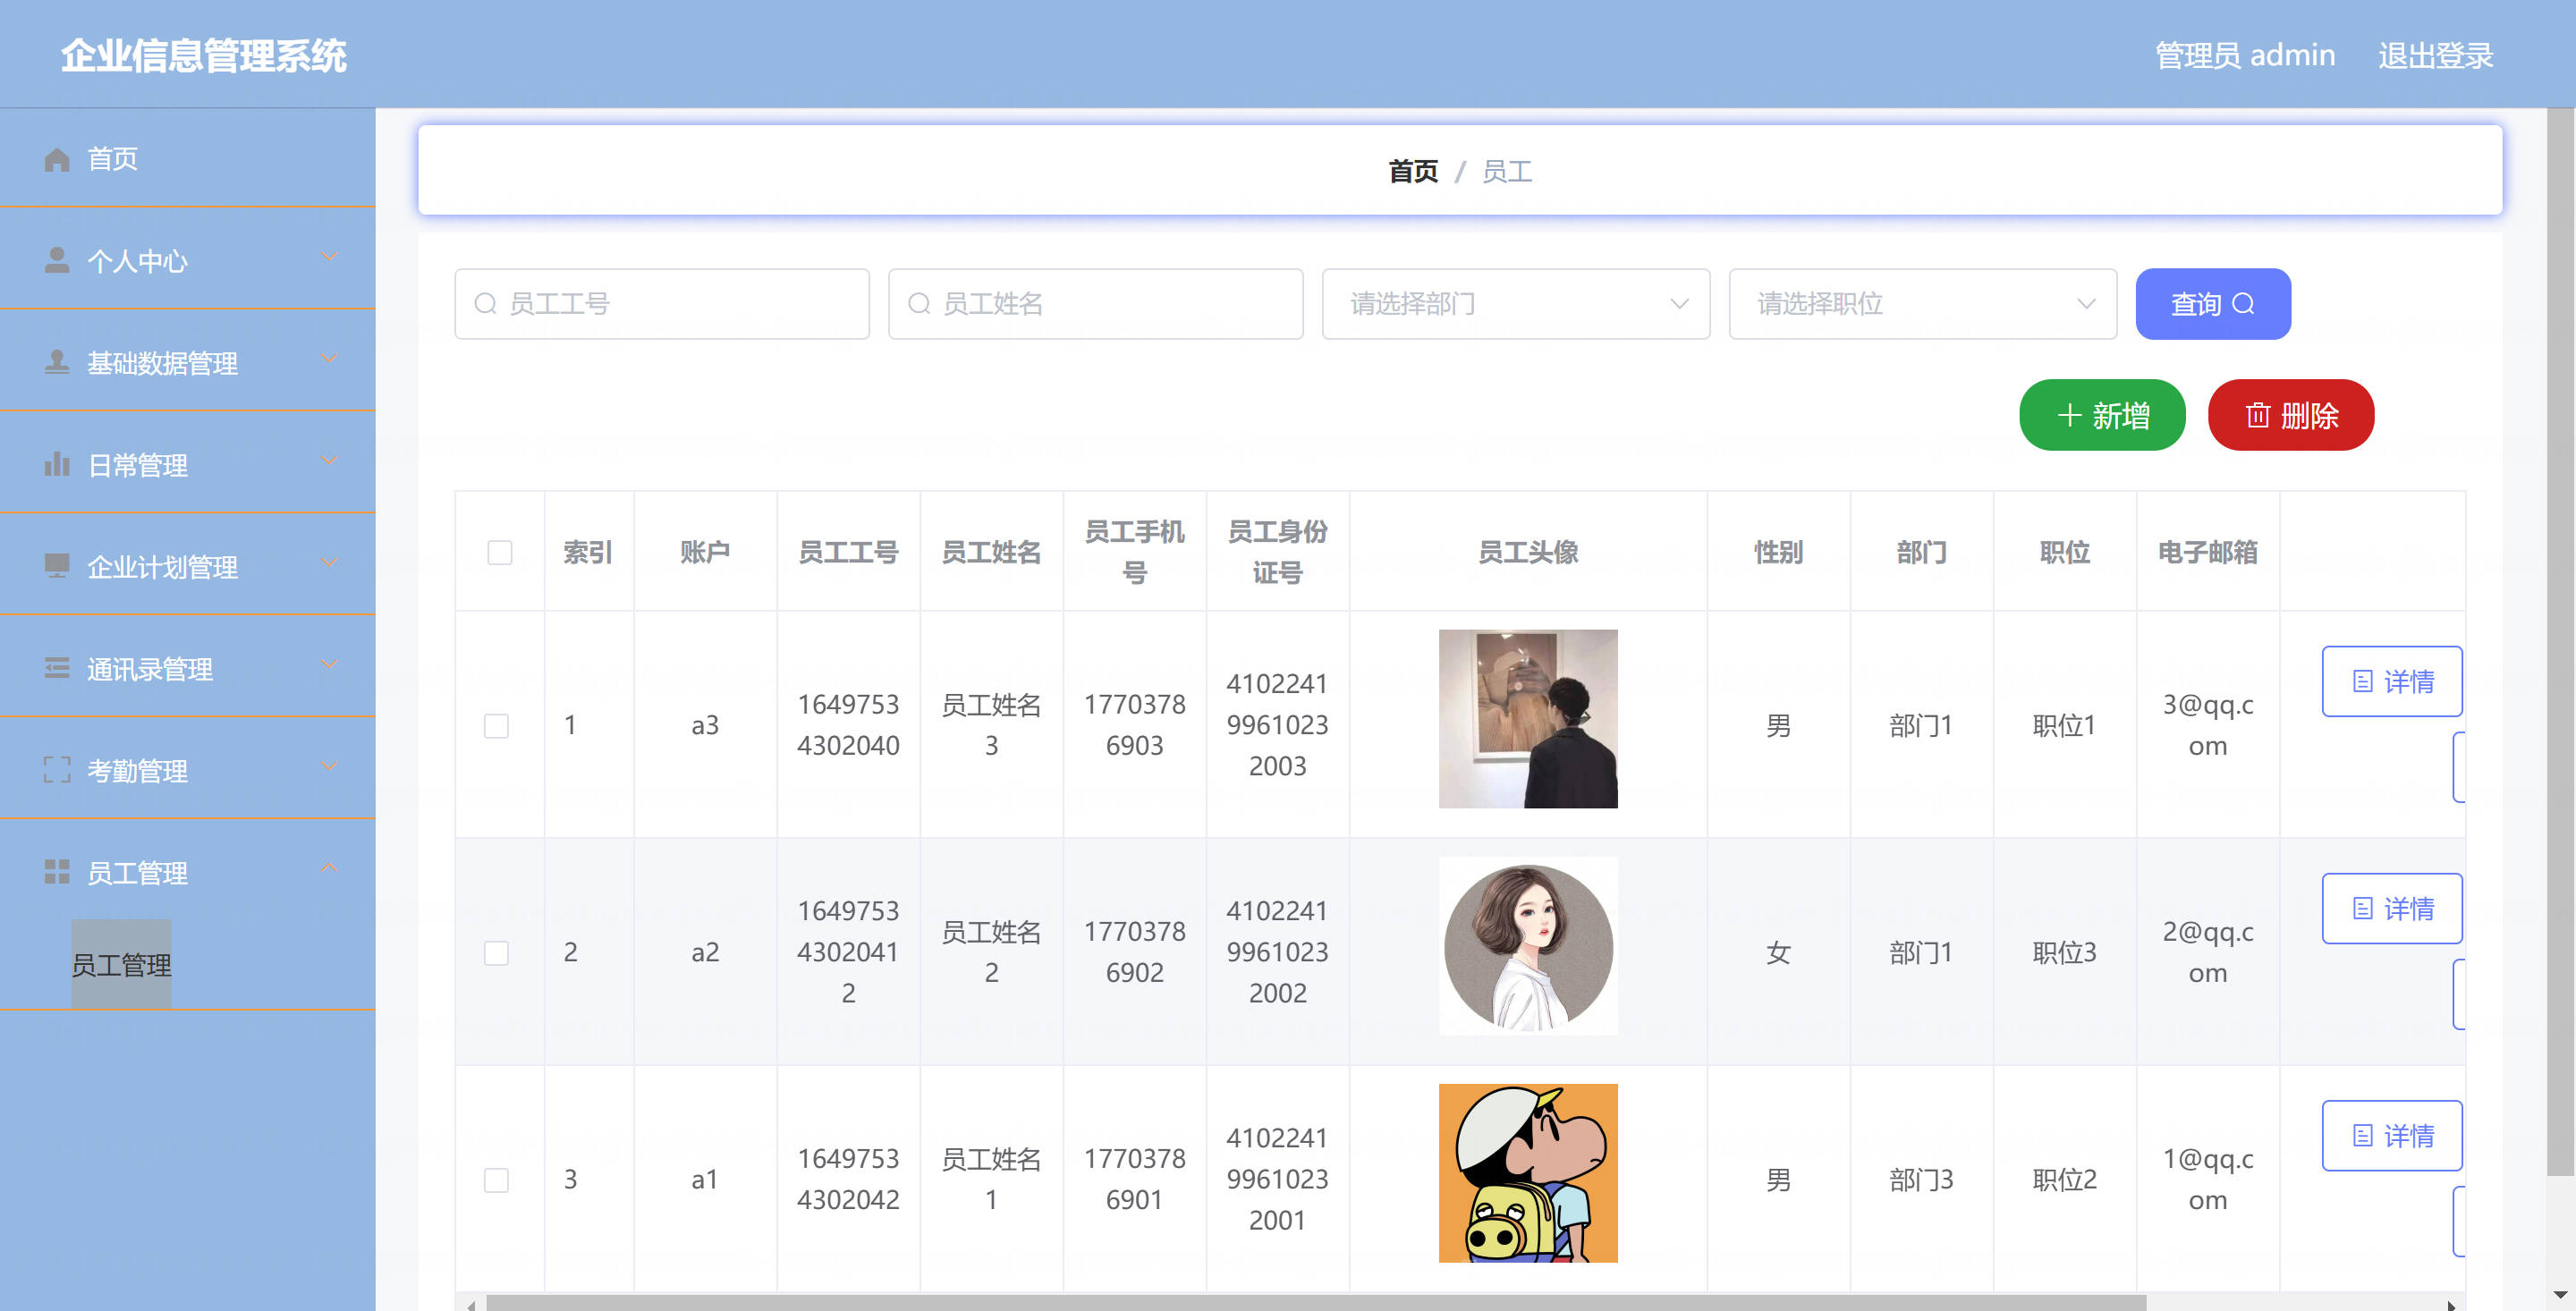 企业信息管理系统
管理员 admin 退出登录
首页
个人中心
基础数据管理
日常管理
企业计划管理
通讯录管理
考勤管理
员工管理
员工管理
首页 / 员工
员工工号 员工姓名 请选择部门 请选择职位 查询
新增 删除
索引 账户 员工工号 员工姓名 员工手机号 员工身份证号 员工头像 性别 部门 职位 电子邮箱
1 a3 16497534302040 员工姓名3 17703786903 410224199610232003 男 部门1 职位1 3@qq.com 详情
2 a2 164975343020412 员工姓名2 17703786902 410224199610232002 女 部门1 职位3 2@qq.com 详情
3 a1 16497534302042 员工姓名1 17703786901 410224199610232001 男 部门3 职位2 1@qq.com 详情